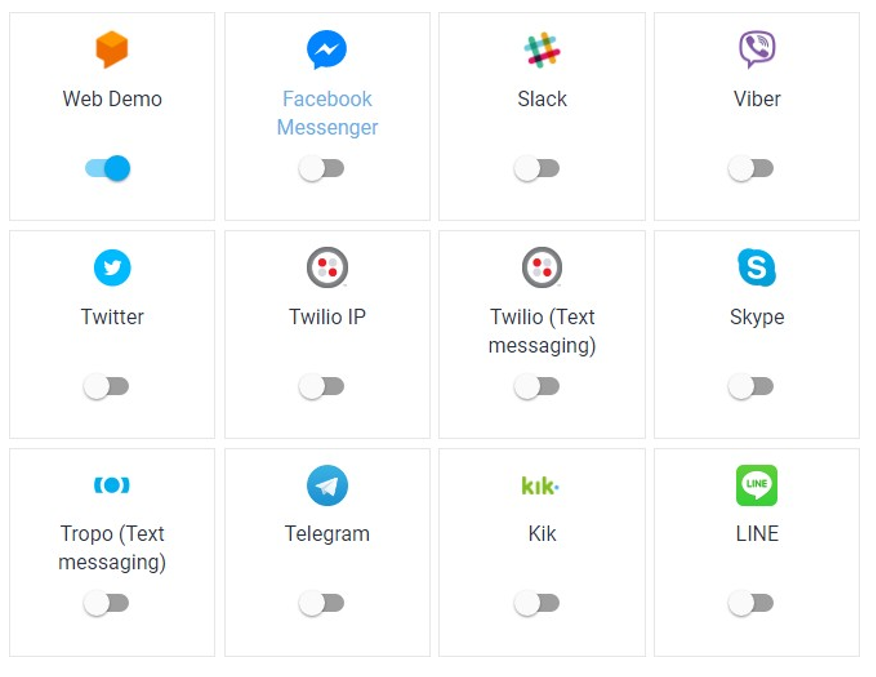 Web Demo
Facebook
Messenger
Slack
Viber
Twitter
Twilio IP
Twilio (Text
messaging)
Skype
Tropo (Text
messaging)
Telegram
kik.
Kik
LINE
LINE